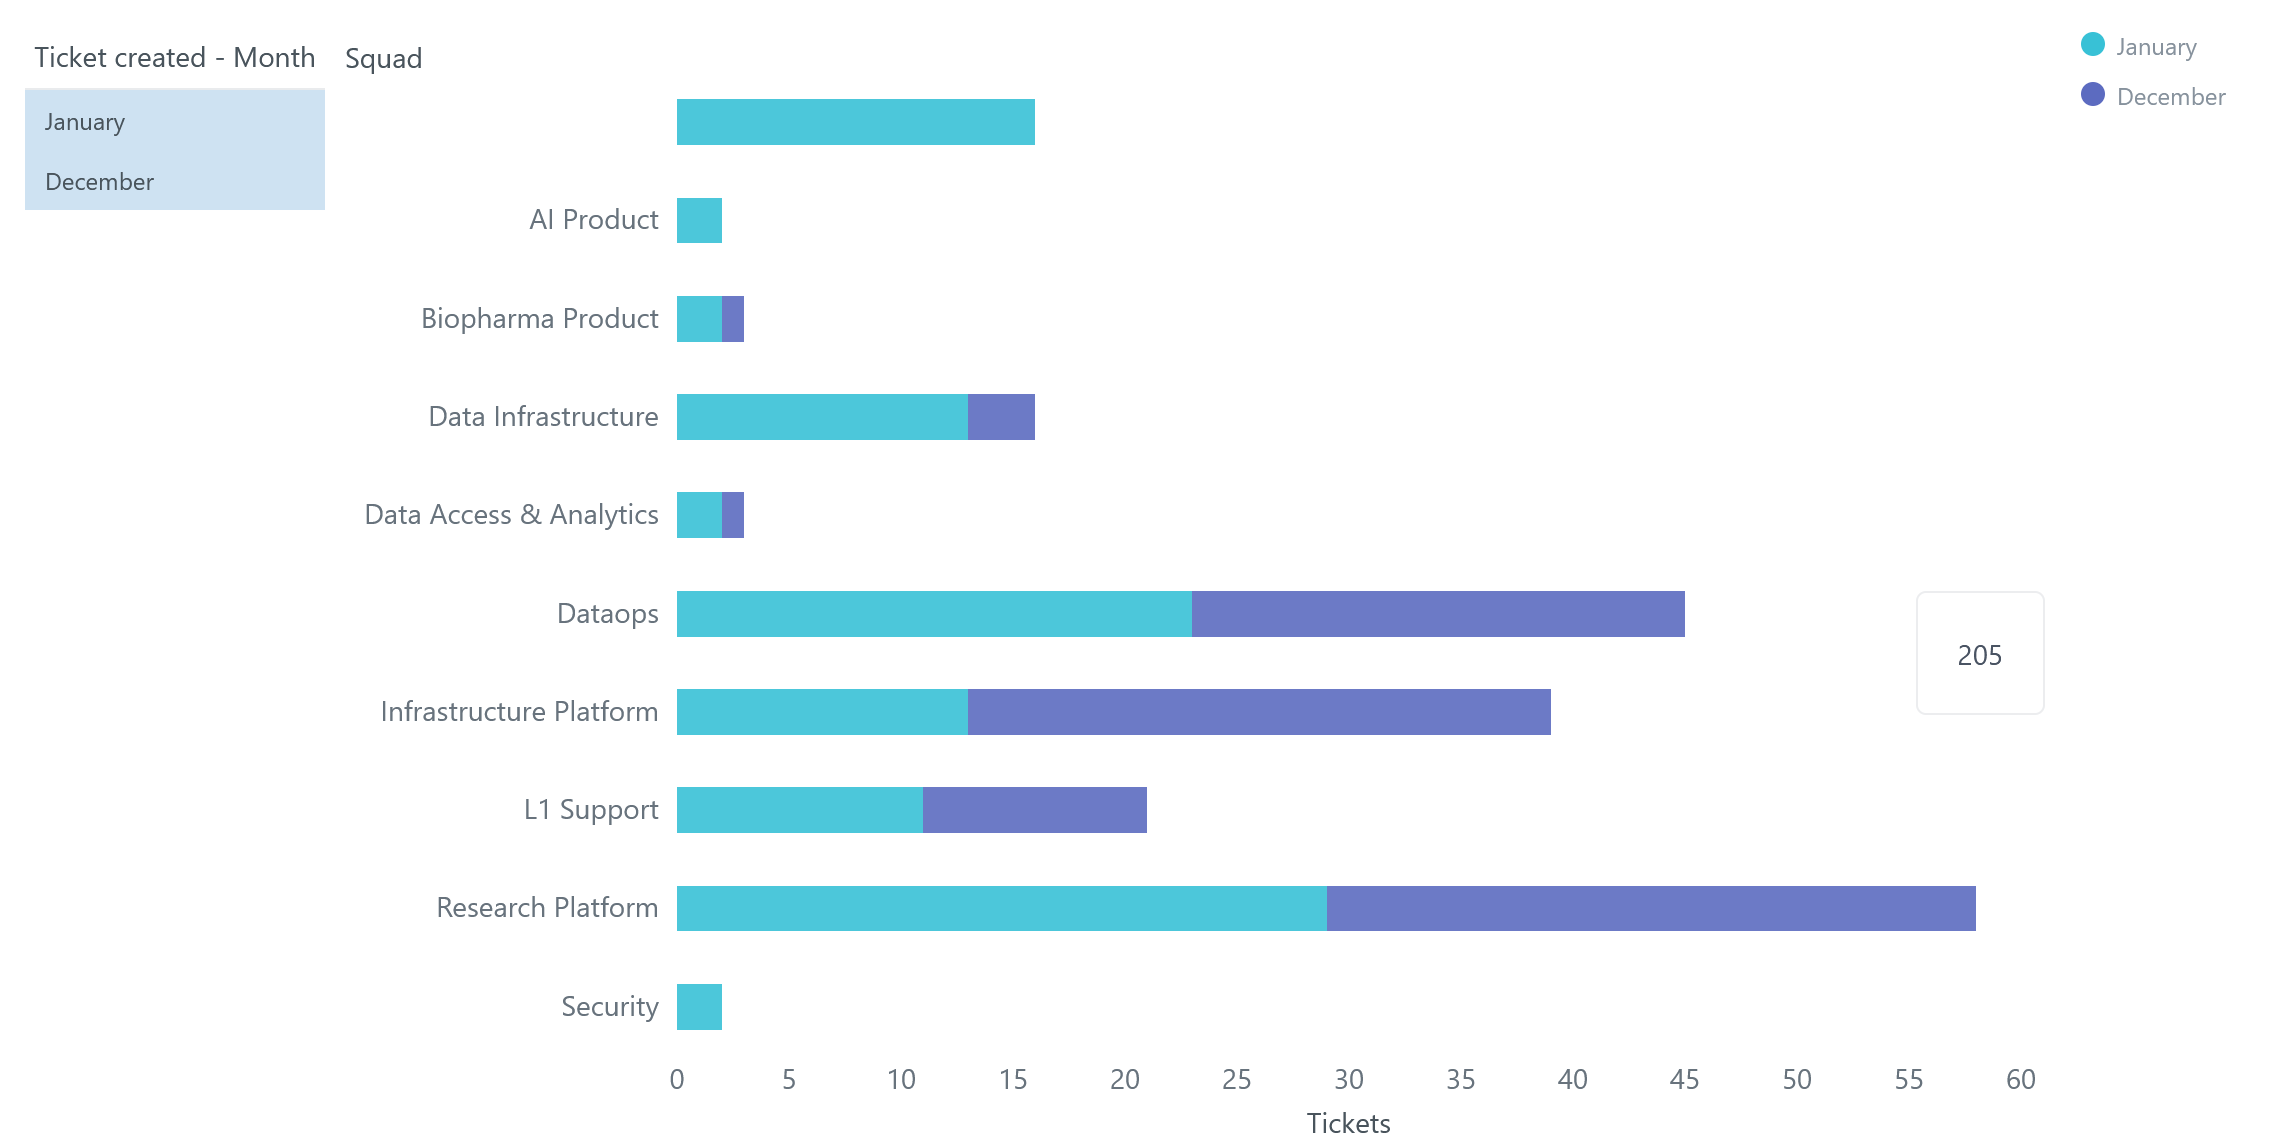 Ticket created - Month
January
December
Squad
January
December
AI Product
Biopharma Product
Data Infrastructure
Data Access & Analytics
Dataops
Infrastructure Platform
L1 Support
Research Platform
Security
205
0 5 10 15 20 25 30 35 40 45 50 55 60
Tickets